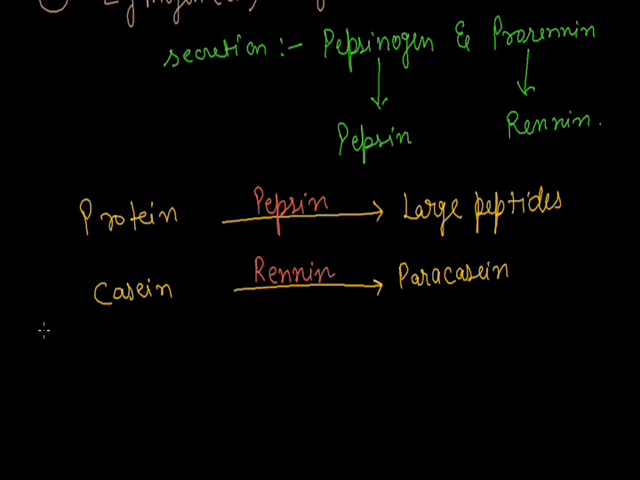 secretion :- Pepsinogen & Prorennin
Pepsin
Rennin.
Protein Pepsin Large peptides
Casein Rennin Paracasein